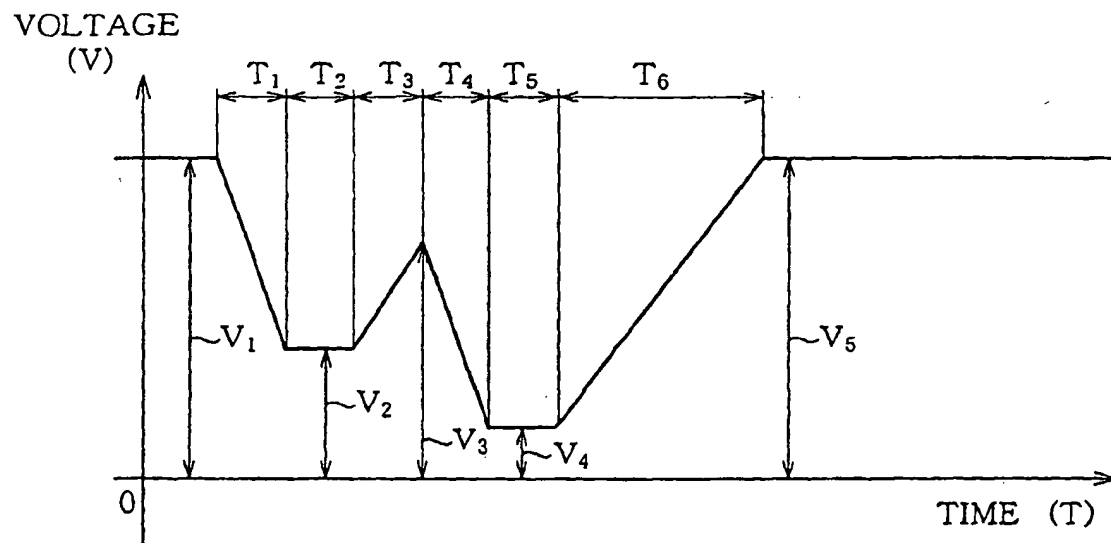 VOLTAGE
(V)
T₁ T₂ T₃ T₄ T₅ T₆
V₁
V₂
V₃
V₄
V₅
0
TIME (T)